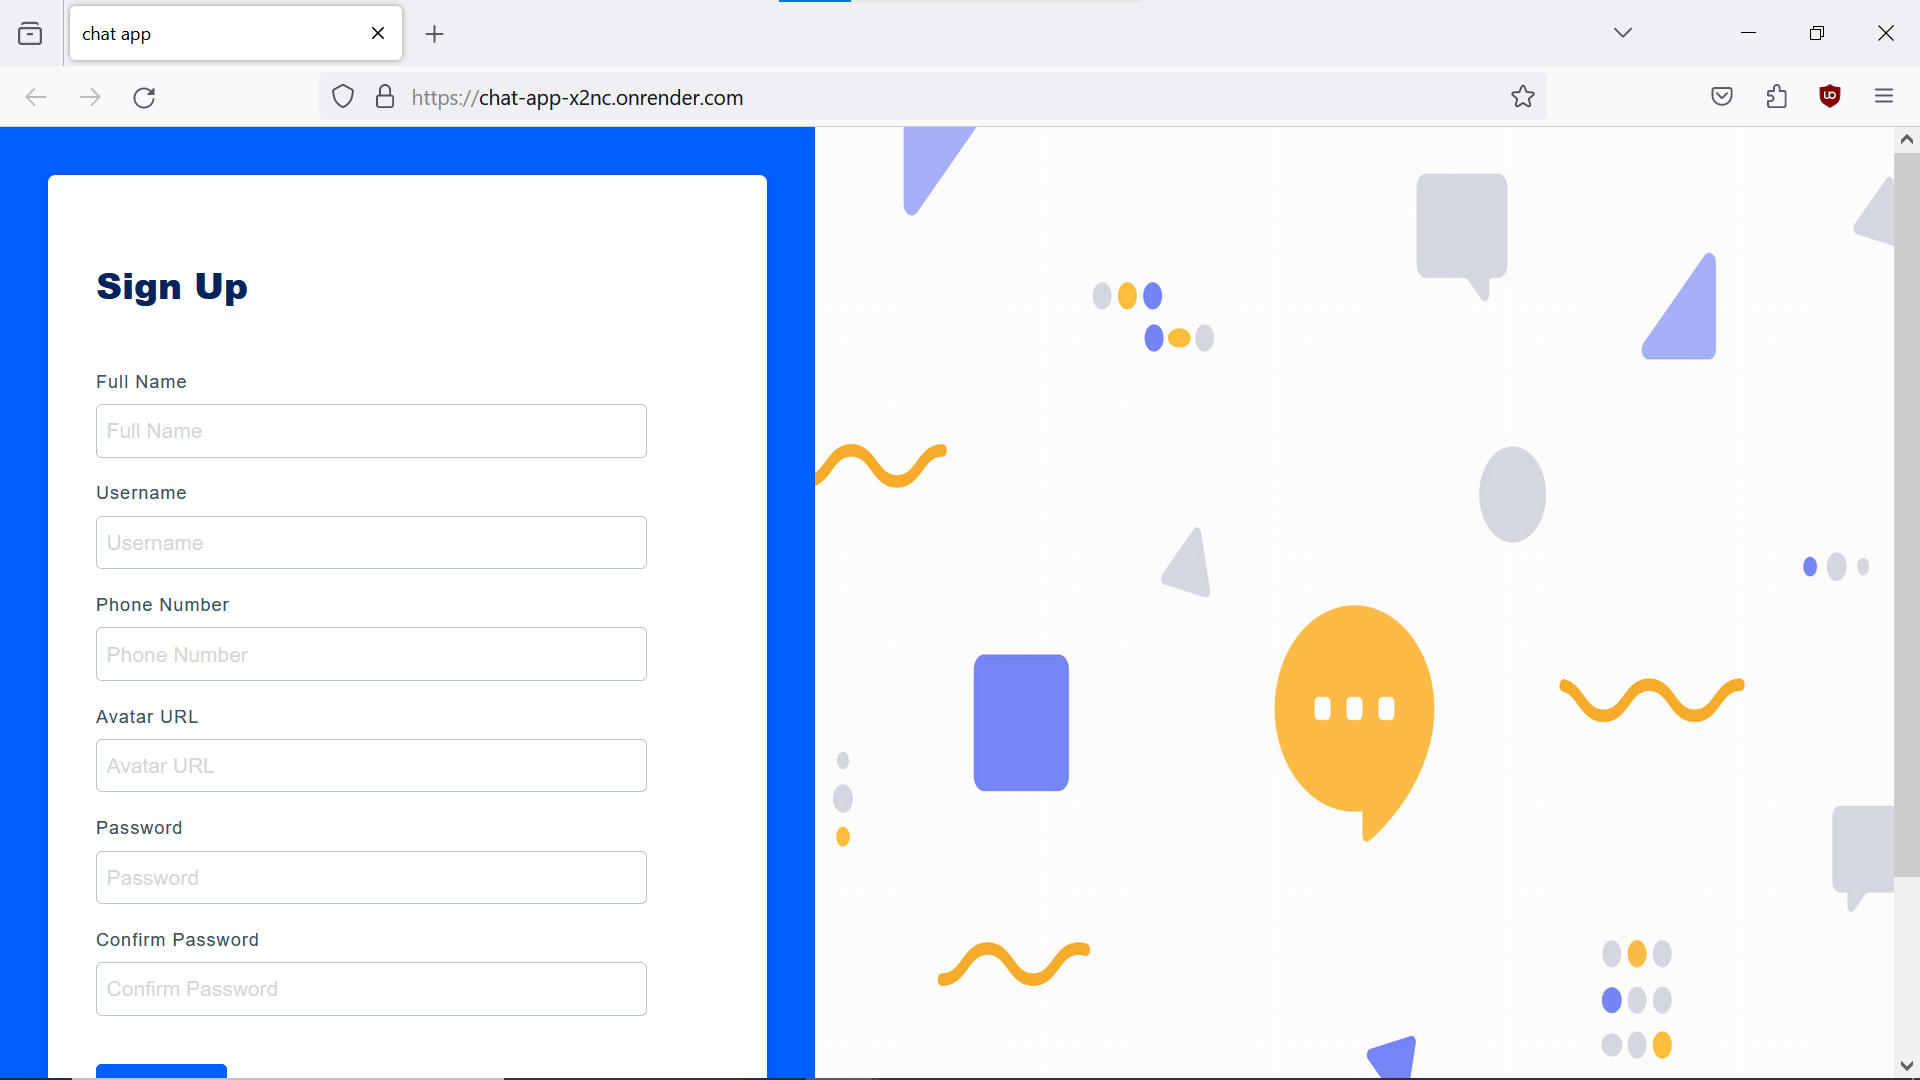 chat app
https://chat-app-x2nc.onrender.com
Sign Up
Full Name
Full Name
Username
Username
Phone Number
Phone Number
Avatar URL
Avatar URL
Password
Password
Confirm Password
Confirm Password